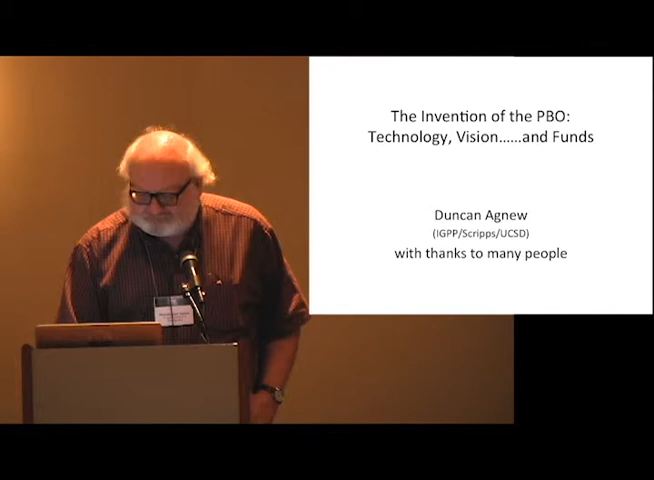 The Invention of the PBO:
Technology, Vision......and Funds
Duncan Agnew
(IGPP/Scripps/UCSD)
with thanks to many people